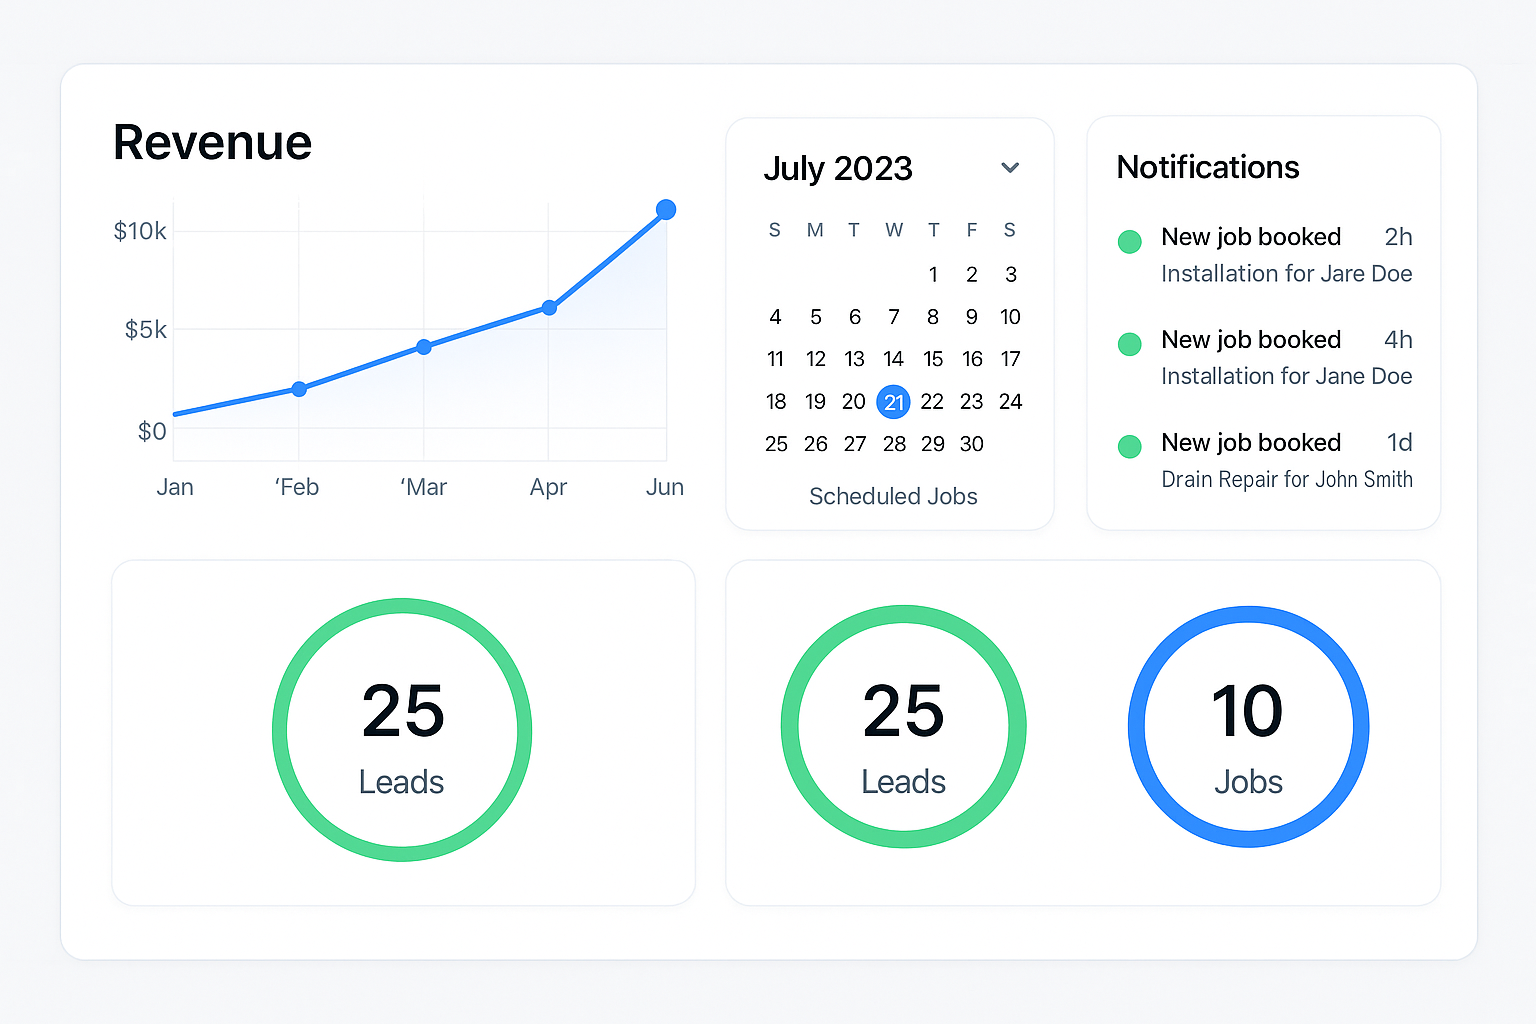 Revenue
$10k
$5k
$0
Jan ‘Feb ‘Mar Apr Jun
July 2023
S M T W T F S
1 2 3
4 5 6 7 8 9 10
11 12 13 14 15 16 17
18 19 20 21 22 23 24
25 26 27 28 29 30
Scheduled Jobs
Notifications
New job booked 2h
Installation for Jare Doe
New job booked 4h
Installation for Jane Doe
New job booked 1d
Drain Repair for John Smith
25
Leads
25
Leads
10
Jobs